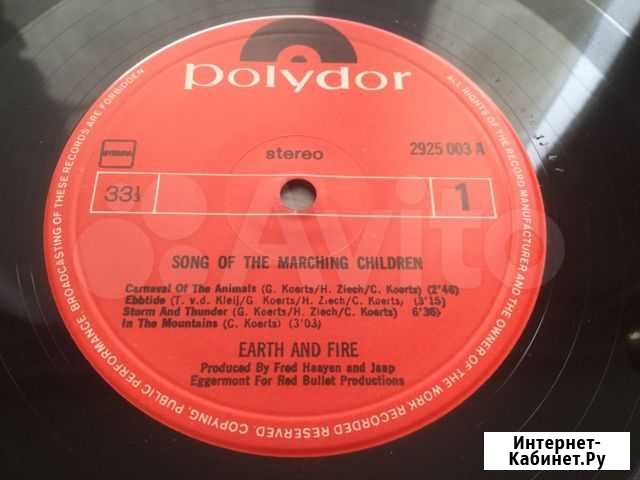 polydor
stereo
2925 003 A
STEMRA
33⅓
1
SONG OF THE MARCHING CHILDREN
Carneval Of The Animals (G. Koerts/H. Ziech/C. Koerts) (2'46)
Ebbtide (T. v.d. Kleij/G. Koerts/H. Ziech/C. Koerts) (3'15)
Storm And Thunder (G. Koerts/H. Ziech/C. Koerts) 6'36)
In The Mountains (C. Koerts) (3'03)
EARTH AND FIRE
Produced By Fred Haayen and Jaap
Eggermont For Red Bullet Productions
ALL RIGHTS OF THE RECORD MANUFACTURER AND OF THE OWNER OF THE WORK RECORDED RESERVED. COPYING, PUBLIC PERFORMANCE, BROADCASTING OF THESE RECORDS ARE FORBIDDEN
Avito
Интернет-
Кабинет.Ру